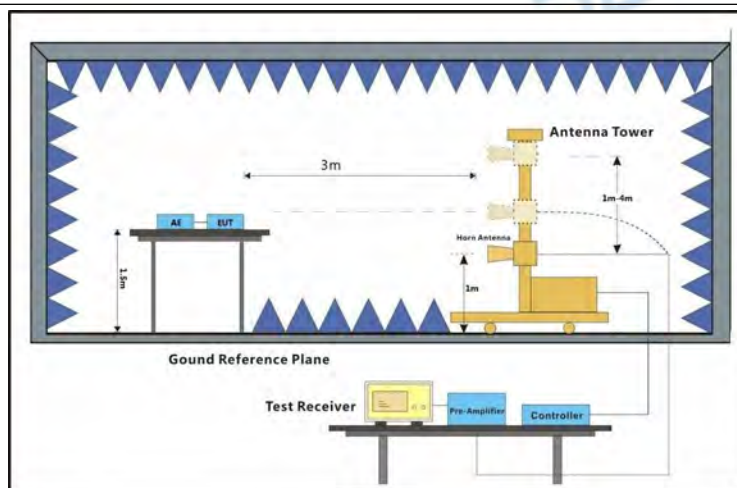 Antenna Tower
3m
1m-4m
AE
EUT
Horn Antenna
1.5m
1m
Gound Reference Plane
Test Receiver
Pre-Amplifier
Controller